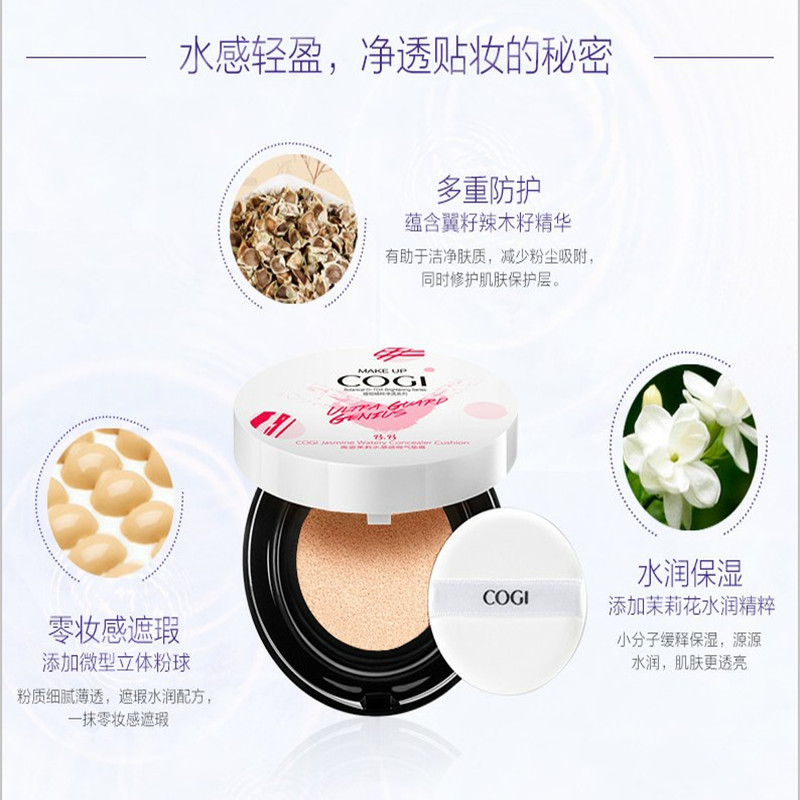 水感轻盈，净透贴妆的秘密
多重防护
蕴含翼籽辣木籽精华
有助于洁净肤质，减少粉尘吸附，
同时修护肌肤保护层。
MAKE UP
COGI
ULTRA GUARD
GENIUS
COGI Jasmine Watery Concealer Cushion
COGI
水润保湿
添加茉莉花水润精粹
小分子缓释保湿，源源
水润，肌肤更透亮
零妆感遮瑕
添加微型立体粉球
粉质细腻薄透，遮瑕水润配方，
一抹零妆感遮瑕